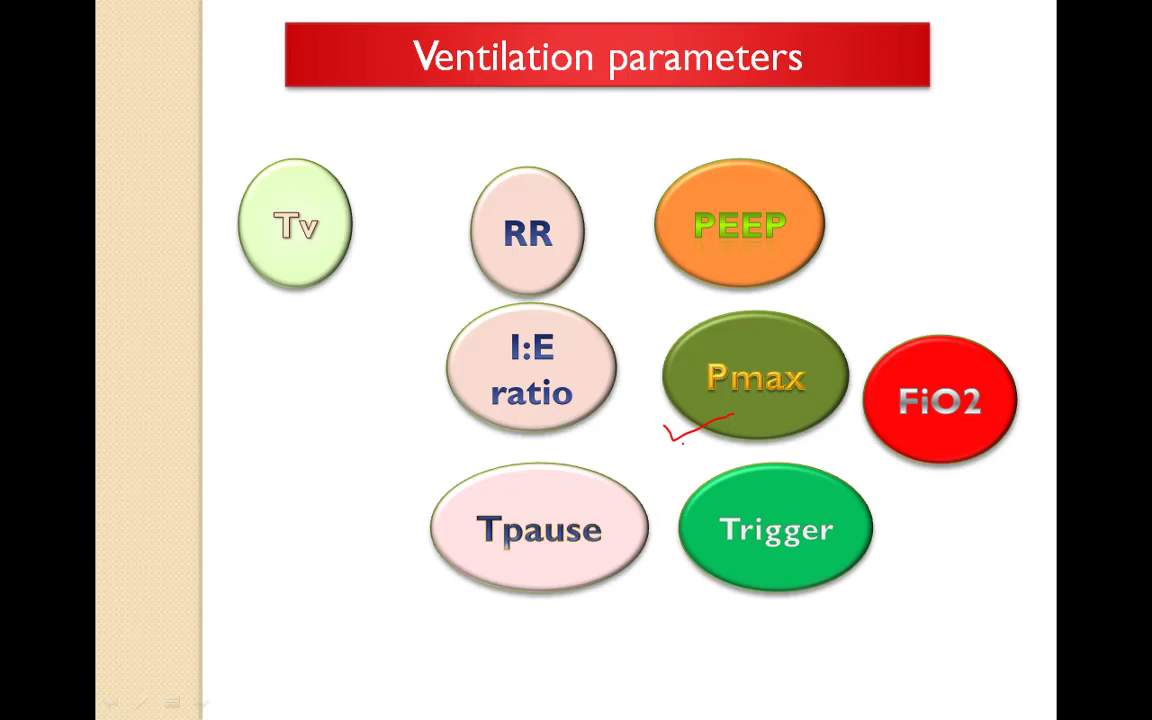 Ventilation parameters
Tv
RR
PEEP
I:E
ratio
Pmax
FiO2
Tpause
Trigger